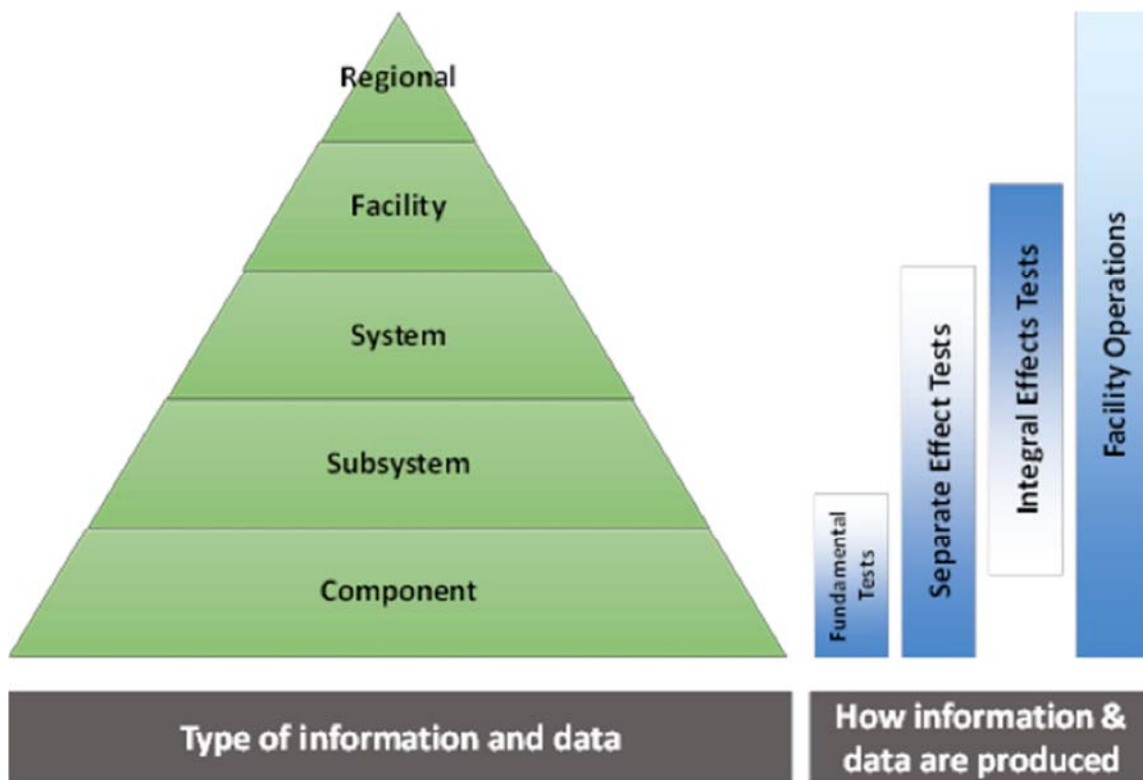 Regional
Facility
System
Subsystem
Component
Fundamental
Tests
Separate Effect Tests
Integral Effects Tests
Facility Operations
Type of information and data
How information &
data are produced